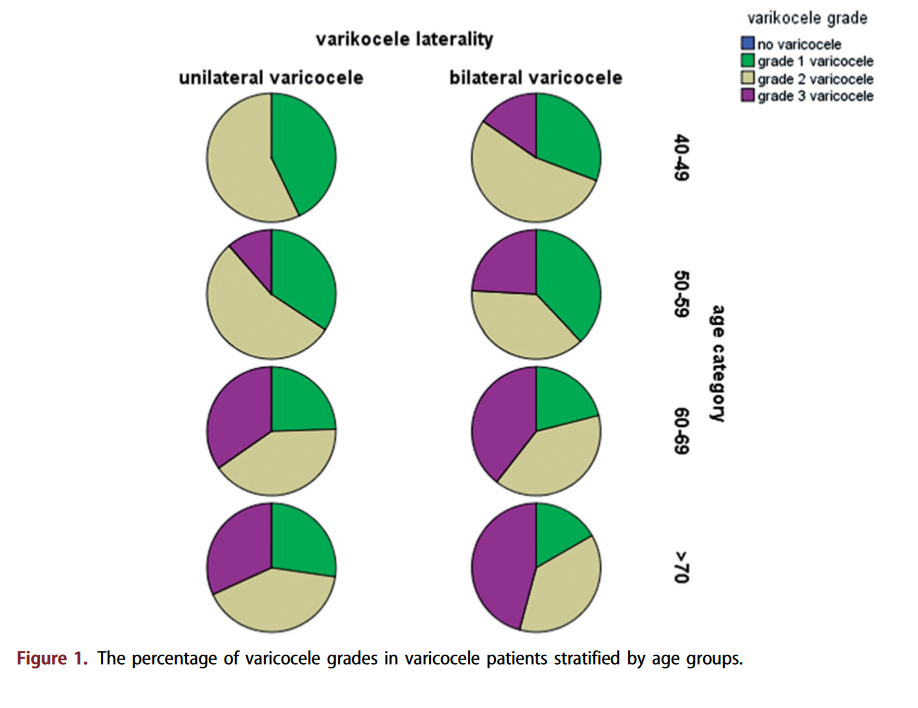 varikocele grade
no varicocele
grade 1 varicocele
grade 2 varicocele
grade 3 varicocele
varikocele laterality
unilateral varicocele
bilateral varicocele
40-49
50-59
60-69
>70
age category
Figure 1. The percentage of varicocele grades in varicocele patients stratified by age groups.